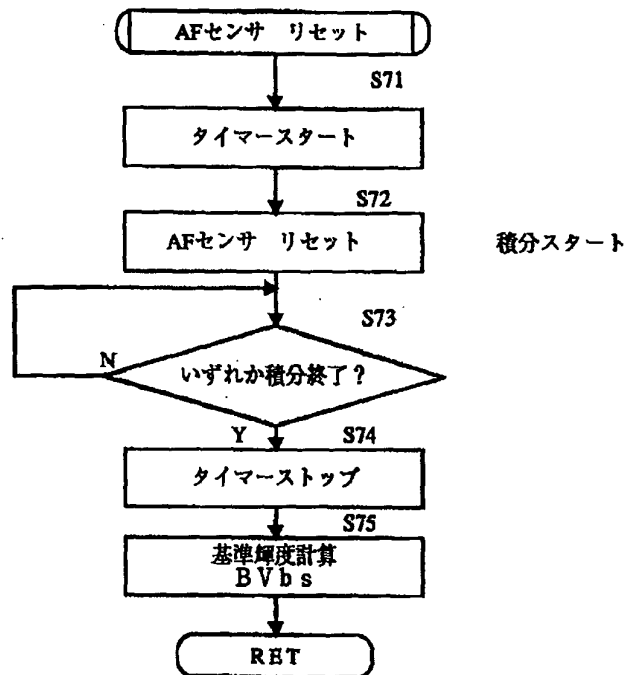 AFセンサ リセット
S71
タイマースタート
S72
AFセンサ リセット
積分スタート
S73
N
いずれか積分終了？
Y
S74
タイマーストップ
S75
基準輝度計算
BVbs
RET